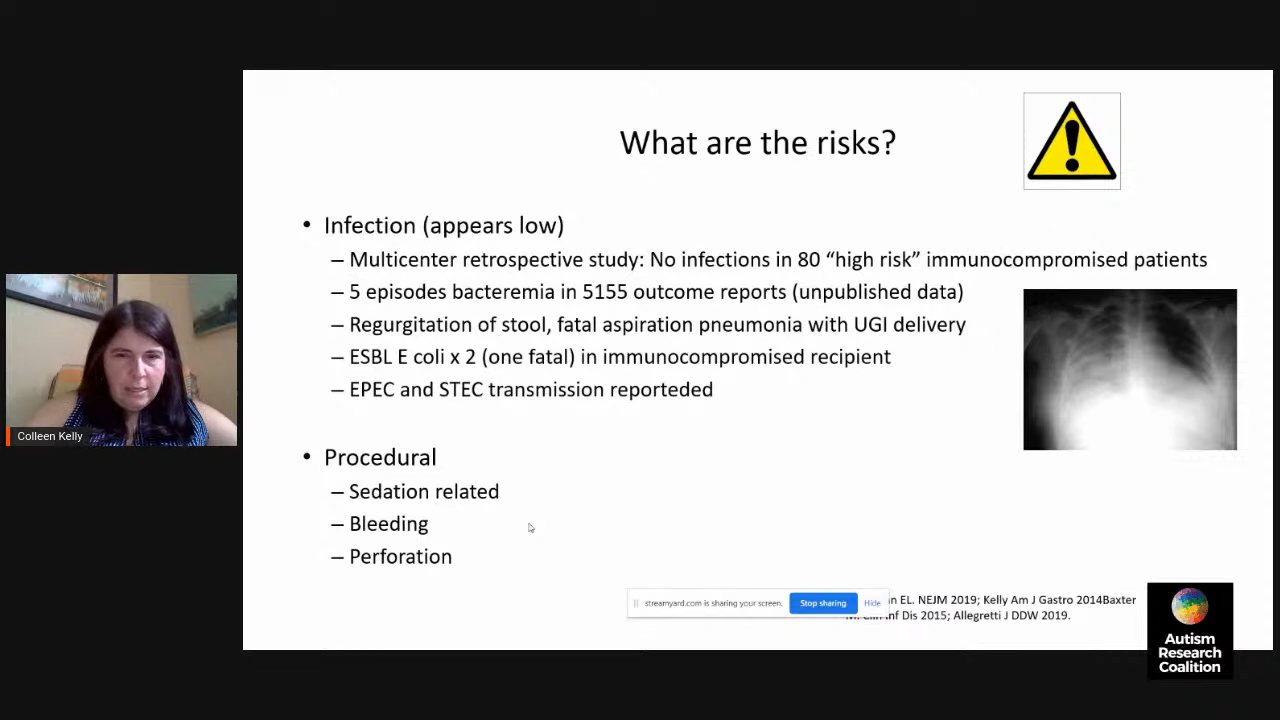 What are the risks?
• Infection (appears low)
– Multicenter retrospective study: No infections in 80 “high risk” immunocompromised patients
– 5 episodes bacteremia in 5155 outcome reports (unpublished data)
– Regurgitation of stool, fatal aspiration pneumonia with UGI delivery
– ESBL E coli x 2 (one fatal) in immunocompromised recipient
– EPEC and STEC transmission reporteded
Colleen Kelly
• Procedural
– Sedation related
– Bleeding
– Perforation
streamyard.com is sharing your screen. Stop sharing Hide
EL. NEJM 2019; Kelly Am J Gastro 2014Baxter
M. Clin Inf Dis 2015; Allegretti J DDW 2019.
Autism
Research
Coalition